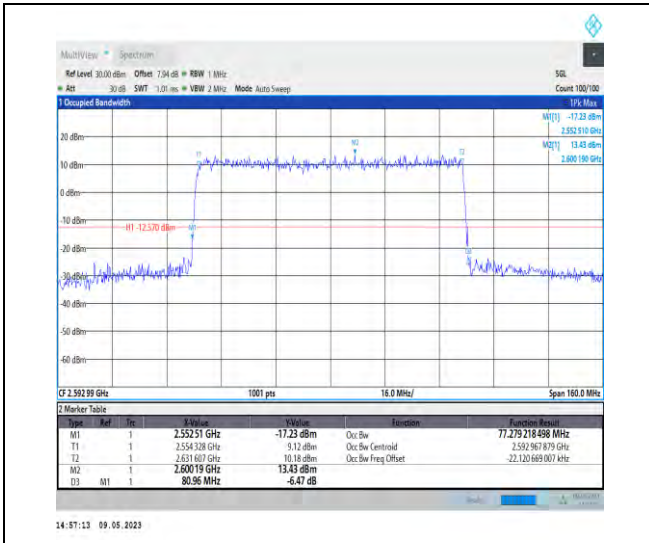 MultiView Spectrum
Ref Level 30.00 dBm Offset 7.94 dB RBW 1 MHz SGL
Att 30 dB SWT 1.01 ms VBW 2 MHz Mode Auto Sweep Count 100/100
1 Occupied Bandwidth 1Pk Max
M1[1] -17.23 dBm
2.552 510 GHz
20 dBm
M2[1] 13.43 dBm
M2
T1
T2
2.600 190 GHz
10 dBm
0 dBm
-10 dBm
H1 -12.570 dBm
M1
-20 dBm
D3
-30 dBm
-40 dBm
-50 dBm
-60 dBm
CF 2.592 99 GHz 1001 pts 16.0 MHz/ Span 160.0 MHz
2 Marker Table
Type Ref Trc X-Value Y-Value Function Function Result
M1 1 2.552 51 GHz -17.23 dBm Occ Bw 77.279 218 498 MHz
T1 1 2.554 328 GHz 9.12 dBm Occ Bw Centroid 2.592 967 879 GHz
T2 1 2.631 607 GHz 10.18 dBm Occ Bw Freq Offset -22.120 669 007 kHz
M2 1 2.600 19 GHz 13.43 dBm
D3 M1 1 80.96 MHz -6.47 dB
14:57:13 09.05.2023